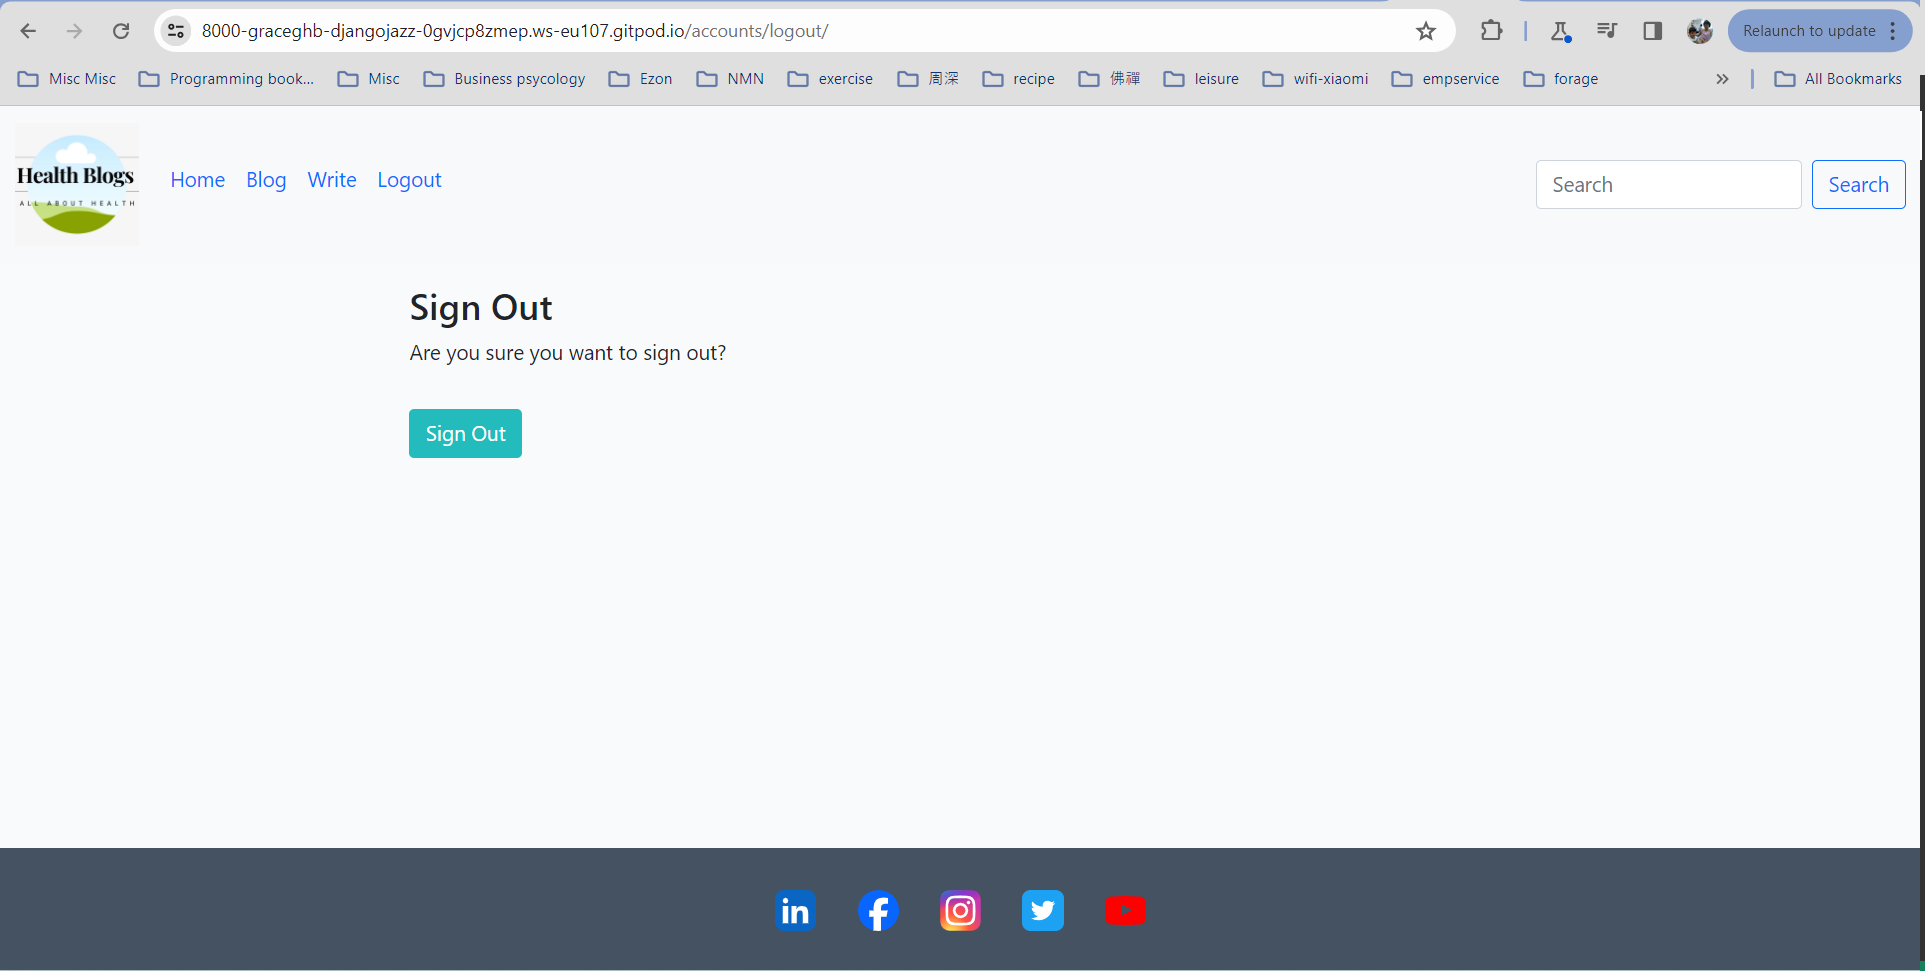 8000-graceghb-djangojazz-0gvjcp8zmep.ws-eu107.gitpod.io/accounts/logout/ Relaunch to update
Misc Misc Programming book... Misc Business psycology Ezon NMN exercise 周深 recipe 佛禪 leisure wifi-xiaomi empservice forage » All Bookmarks
Health Blogs
ALL ABOUT HEALTH
Home Blog Write Logout Search Search
Sign Out
Are you sure you want to sign out?
Sign Out
in